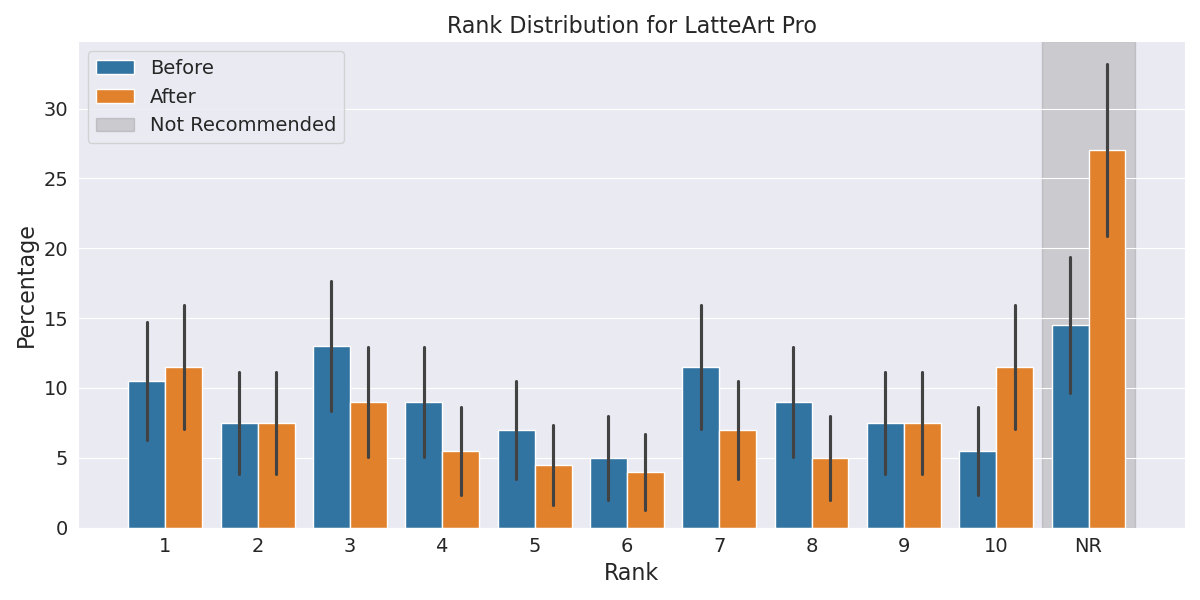 Rank Distribution for LatteArt Pro
Before
After
Not Recommended
Percentage
30
25
20
15
10
5
0
1 2 3 4 5 6 7 8 9 10 NR
Rank